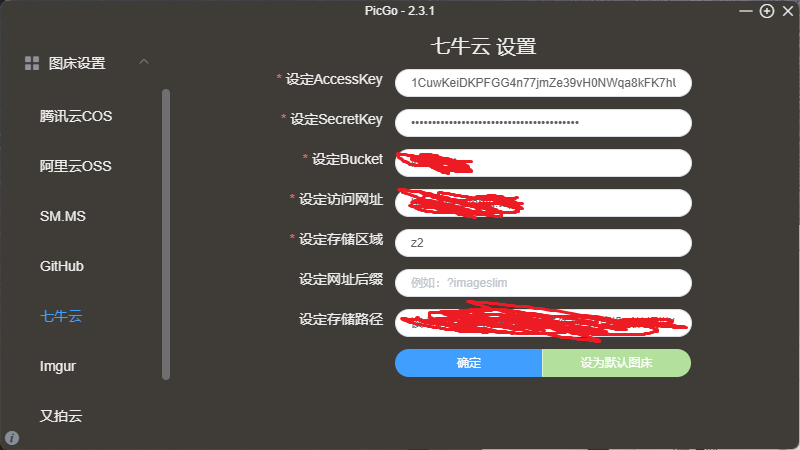 PicGo - 2.3.1
图床设置
腾讯云COS
阿里云OSS
SM.MS
GitHub
七牛云
Imgur
又拍云
七牛云 设置
* 设定AccessKey
1CuwKeiDKPFGG4n77jmZe39vH0NWqa8kFK7hU
* 设定SecretKey
* 设定Bucket
* 设定访问网址
* 设定存储区域
z2
设定网址后缀
例如：?imageslim
设定存储路径
确定
设为默认图床